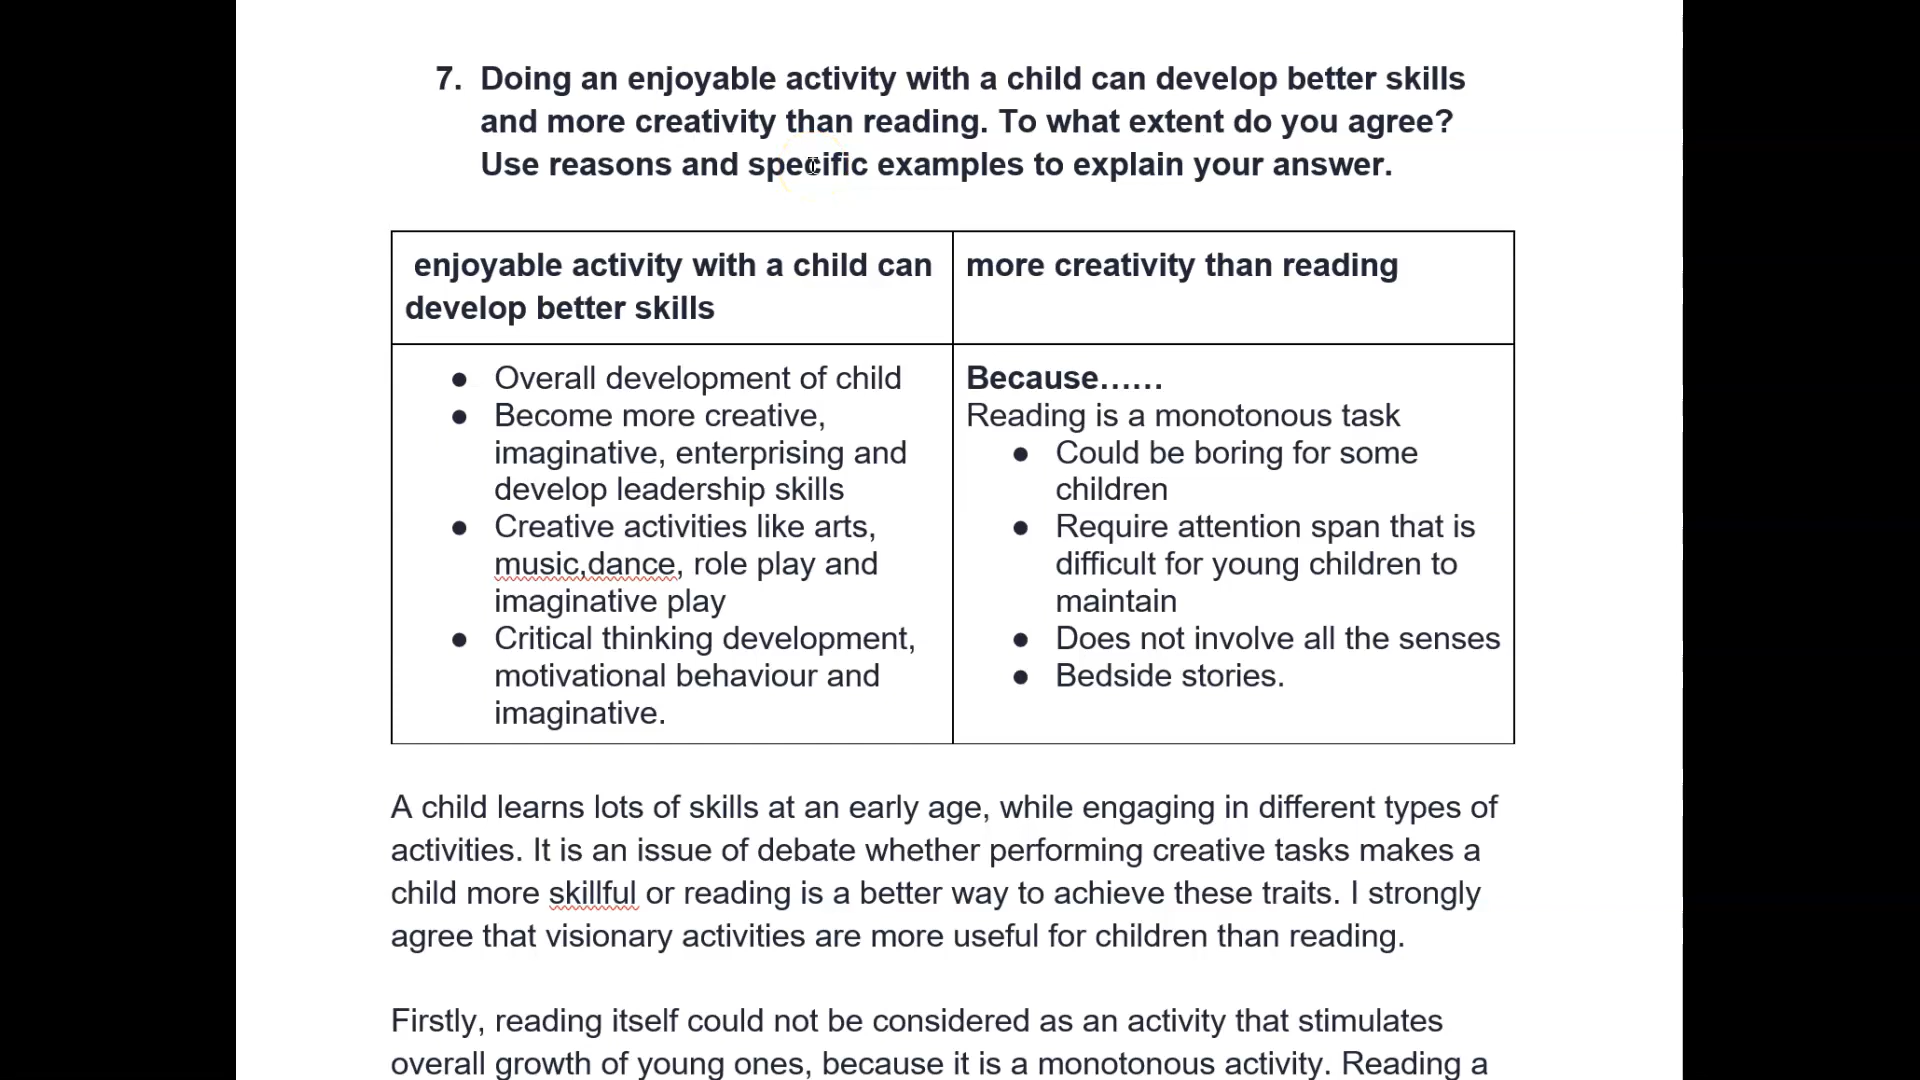 7. Doing an enjoyable activity with a child can develop better skills
and more creativity than reading. To what extent do you agree?
Use reasons and specific examples to explain your answer.
enjoyable activity with a child can
develop better skills
● Overall development of child
● Become more creative,
imaginative, enterprising and
develop leadership skills
● Creative activities like arts,
music,dance, role play and
imaginative play
● Critical thinking development,
motivational behaviour and
imaginative.
more creativity than reading
Because……
Reading is a monotonous task
● Could be boring for some
children
● Require attention span that is
difficult for young children to
maintain
● Does not involve all the senses
● Bedside stories.
A child learns lots of skills at an early age, while engaging in different types of
activities. It is an issue of debate whether performing creative tasks makes a
child more skillful or reading is a better way to achieve these traits. I strongly
agree that visionary activities are more useful for children than reading.
Firstly, reading itself could not be considered as an activity that stimulates
overall growth of young ones, because it is a monotonous activity. Reading a